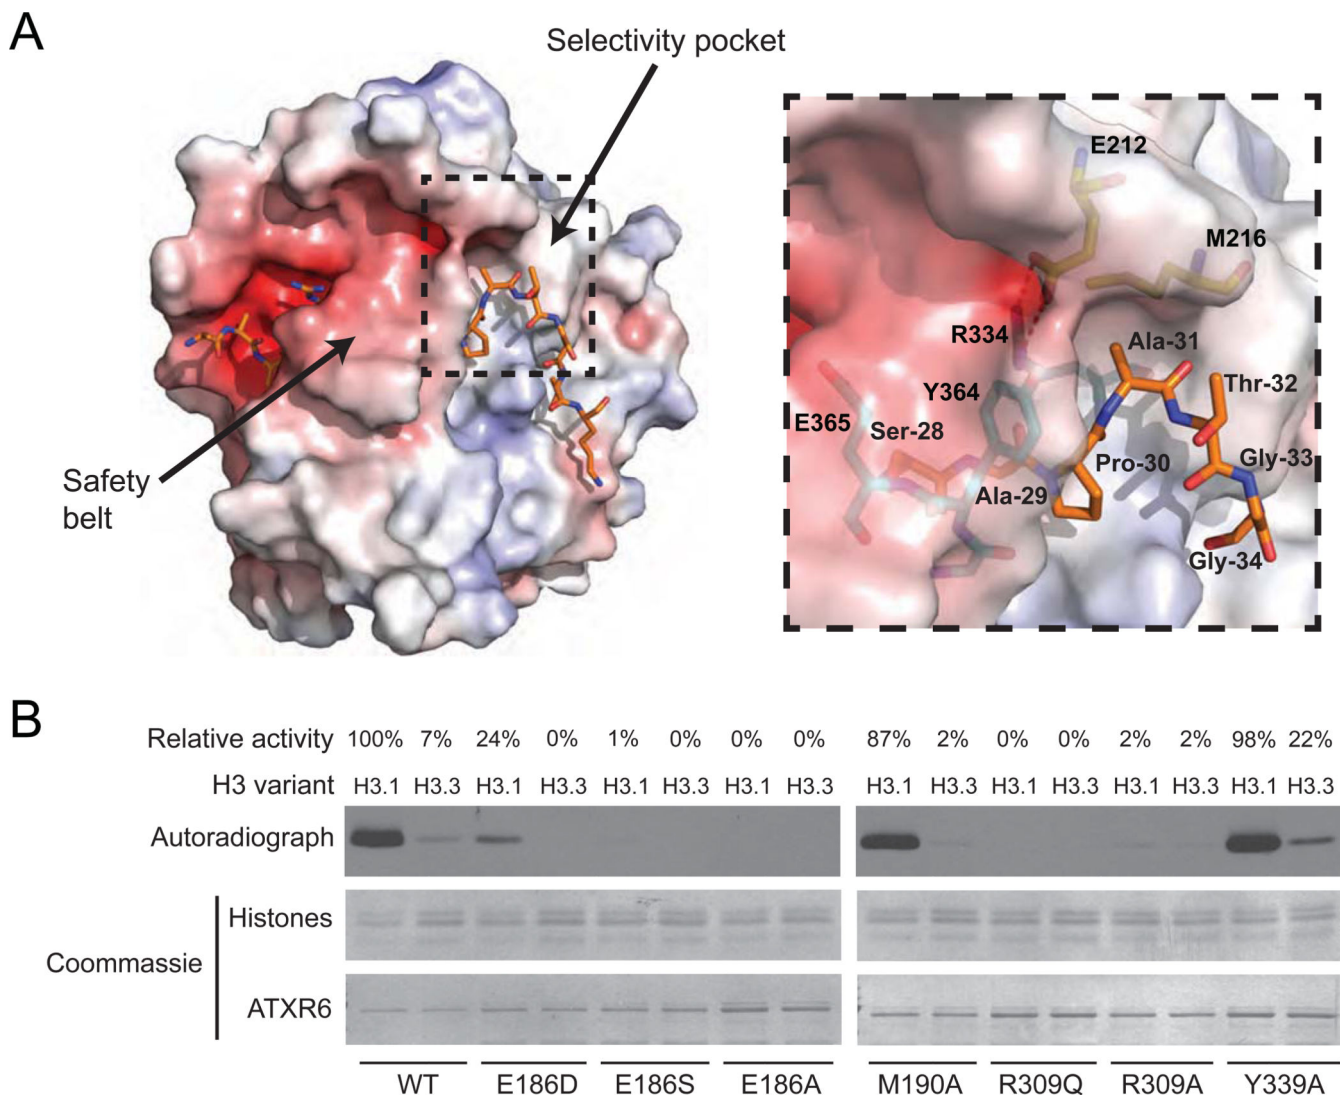 A
Selectivity pocket
Safety
belt
E212
M216
R334
Ala-31
Y364
Thr-32
E365
Ser-28
Pro-30
Gly-33
Ala-29
Gly-34
B
Relative activity 100% 7% 24% 0% 1% 0% 0% 0% 87% 2% 0% 0% 2% 2% 98% 22%
H3 variant H3.1 H3.3 H3.1 H3.3 H3.1 H3.3 H3.1 H3.3 H3.1 H3.3 H3.1 H3.3 H3.1 H3.3 H3.1 H3.3
Autoradiograph
Histones
Coommassie
ATXR6
WT E186D E186S E186A M190A R309Q R309A Y339A